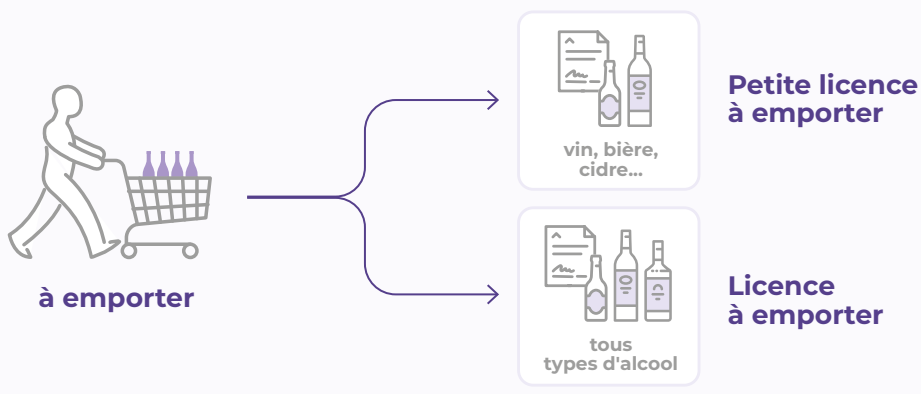 à emporter
vin, bière,
cidre...
Petite licence
à emporter
tous
types d'alcool
Licence
à emporter